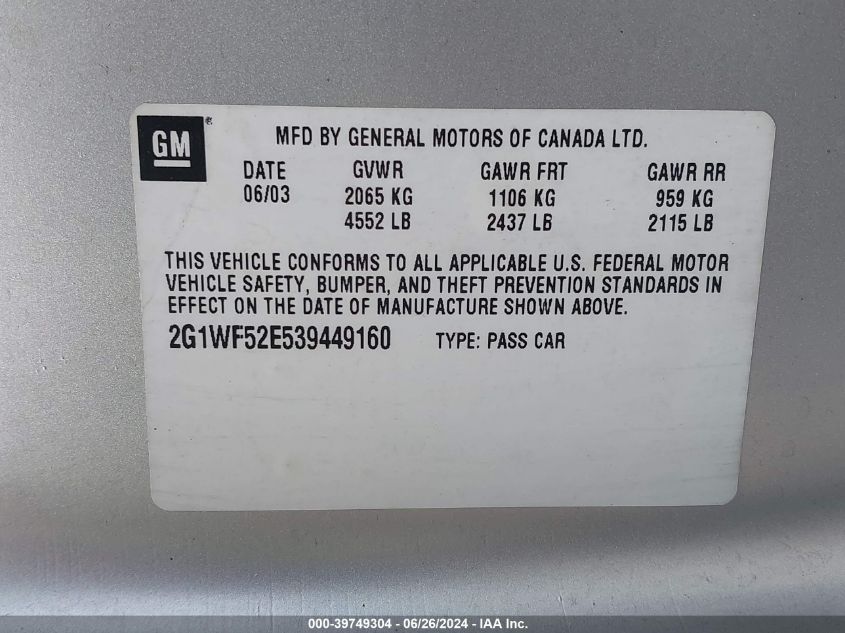 GM®
MFD BY GENERAL MOTORS OF CANADA LTD.
DATE GVWR GAWR FRT GAWR RR
06/03 2065 KG 1106 KG 959 KG
4552 LB 2437 LB 2115 LB
THIS VEHICLE CONFORMS TO ALL APPLICABLE U.S. FEDERAL MOTOR
VEHICLE SAFETY, BUMPER, AND THEFT PREVENTION STANDARDS IN
EFFECT ON THE DATE OF MANUFACTURE SHOWN ABOVE.
2G1WF52E539449160 TYPE: PASS CAR
000-39749304 - 06/26/2024 - IAA Inc.